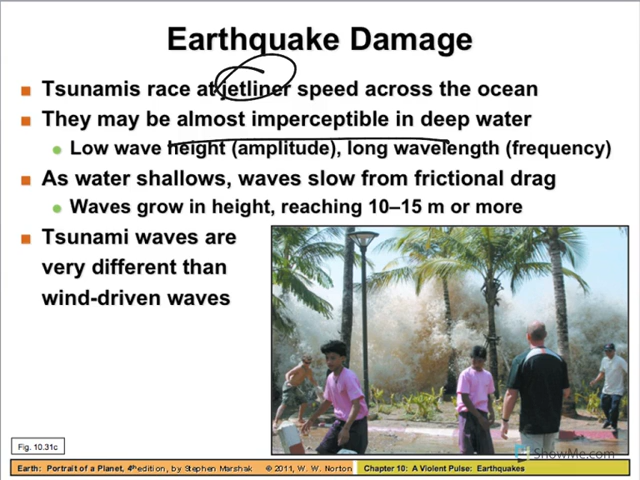 Earthquake Damage
Tsunamis race at jetliner speed across the ocean
They may be almost imperceptible in deep water
Low wave height (amplitude), long wavelength (frequency)
As water shallows, waves slow from frictional drag
Waves grow in height, reaching 10–15 m or more
Tsunami waves are
very different than
wind-driven waves
Fig. 10.31c
ShowMe.com
Earth: Portrait of a Planet, 4th edition, by Stephen Marshak © 2011, W. W. Norton Chapter 10: A Violent Pulse: Earthquakes